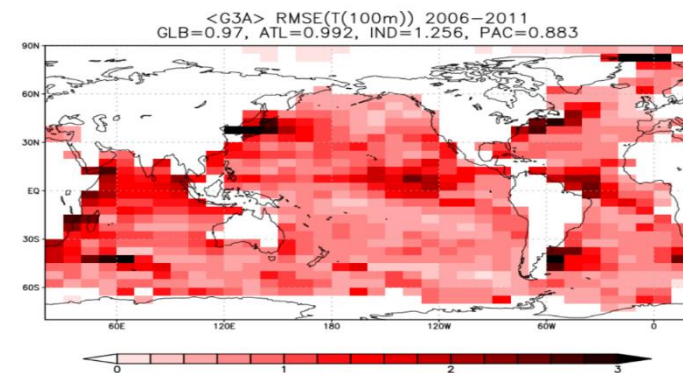 <G3A> RMSE(T(100m)) 2006−2011
GLB=0.97, ATL=0.992, IND=1.256, PAC=0.883
90N
60N
30N
EQ
30S
60S
60E 120E 180 120W 60W 0
0 1 2 3